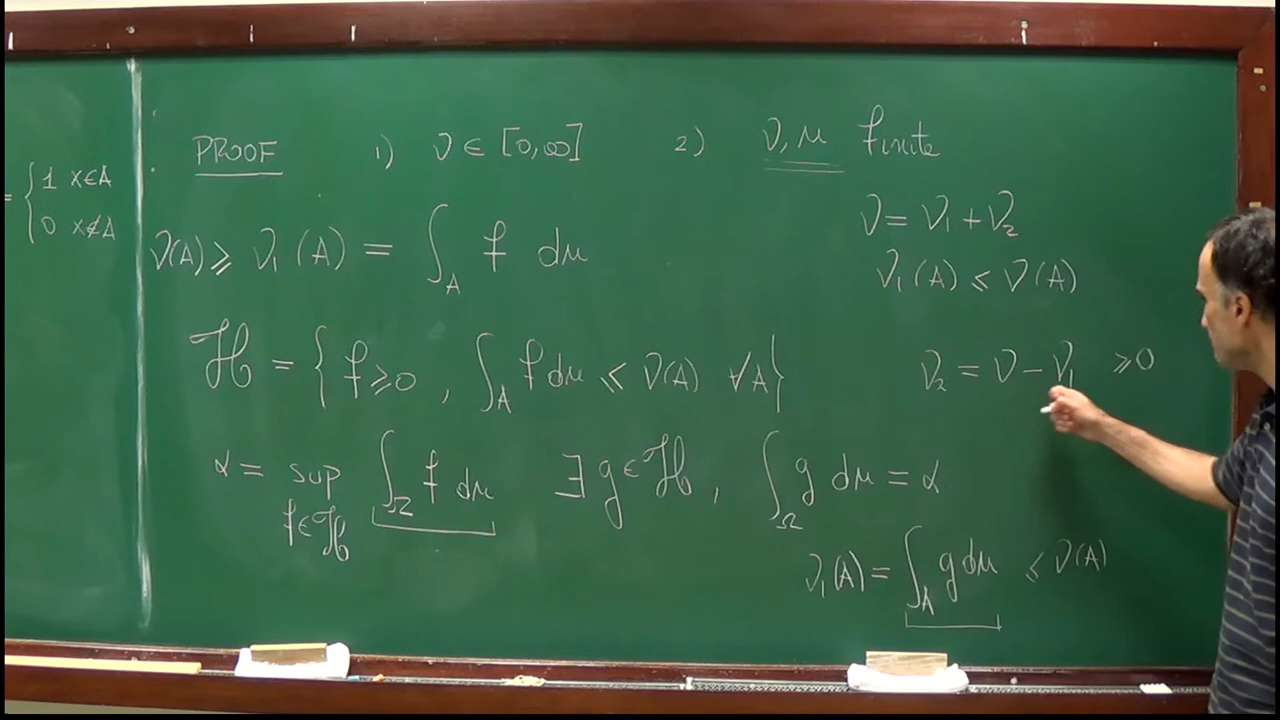 = { 1 x∈A
0 x∉A
PROOF 1) ν ∈ [0,∞] 2) ν, μ finite
ν = ν₁ + ν₂
ν(A) ≥ ν₁(A) = ∫_A f dμ
ν₁(A) ≤ ν(A)
ℋ = { f ≥ 0 , ∫_A f dμ ≤ ν(A) ∀A }
ν₂ = ν − ν₁ ≥ 0
α = sup_{f∈ℋ} ∫_Ω f dμ ∃ g ∈ ℋ , ∫_Ω g dμ = α
ν₁(A) = ∫_A g dμ ≤ ν(A)